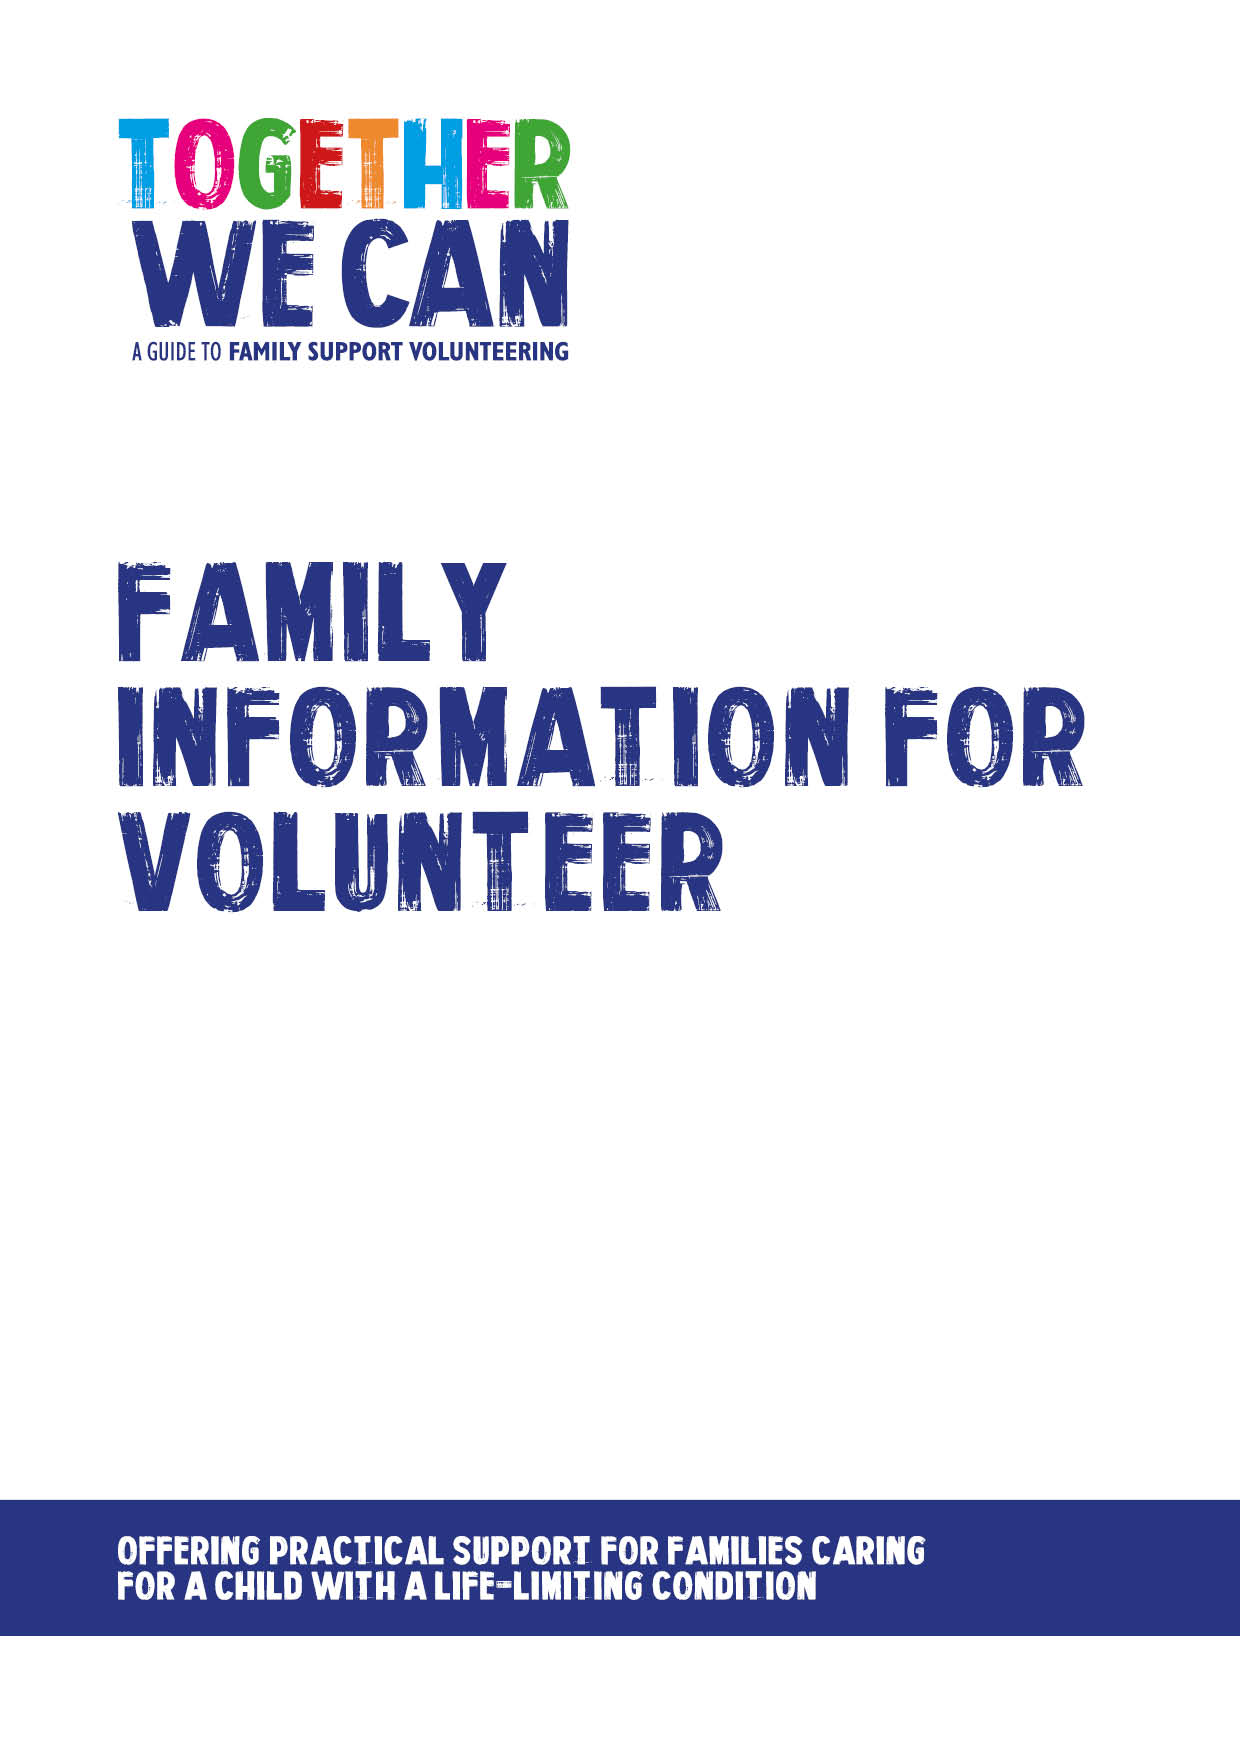 TOGETHER
WE CAN
A GUIDE TO FAMILY SUPPORT VOLUNTEERING
FAMILY
INFORMATION FOR
VOLUNTEER
OFFERING PRACTICAL SUPPORT FOR FAMILIES CARING
FOR A CHILD WITH A LIFE-LIMITING CONDITION